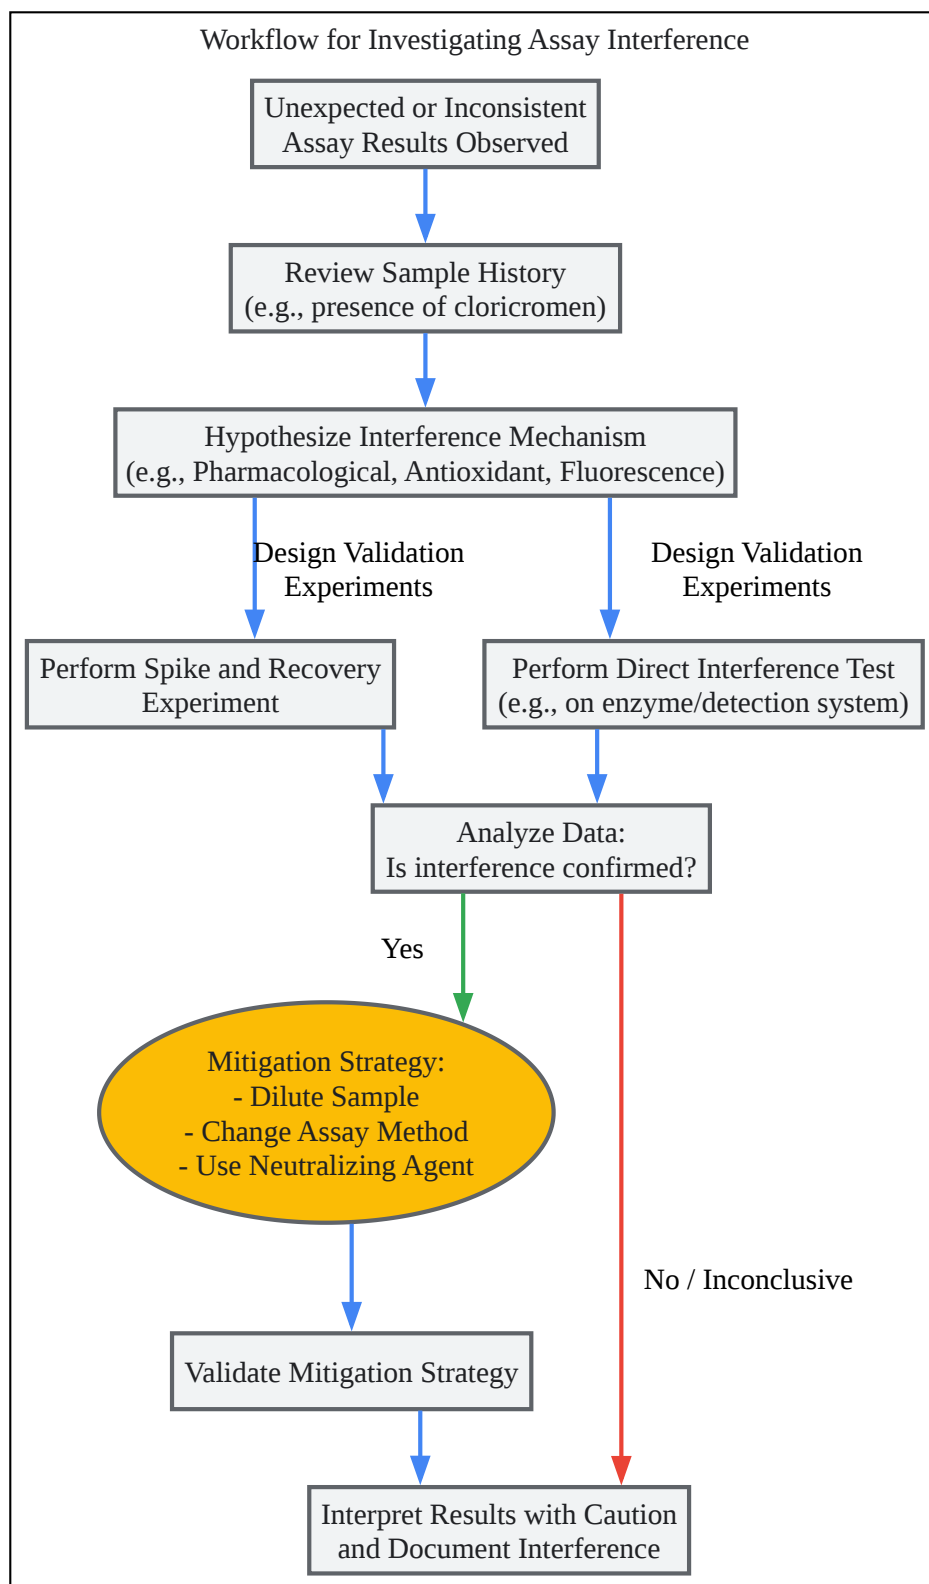 Workflow for Investigating Assay Interference
Unexpected or Inconsistent
Assay Results Observed
Review Sample History
(e.g., presence of cloricromen)
Hypothesize Interference Mechanism
(e.g., Pharmacological, Antioxidant, Fluorescence)
Design Validation
Experiments
Design Validation
Experiments
Perform Spike and Recovery
Experiment
Perform Direct Interference Test
(e.g., on enzyme/detection system)
Analyze Data:
Is interference confirmed?
Yes
Mitigation Strategy:
- Dilute Sample
- Change Assay Method
- Use Neutralizing Agent
No / Inconclusive
Validate Mitigation Strategy
Interpret Results with Caution
and Document Interference